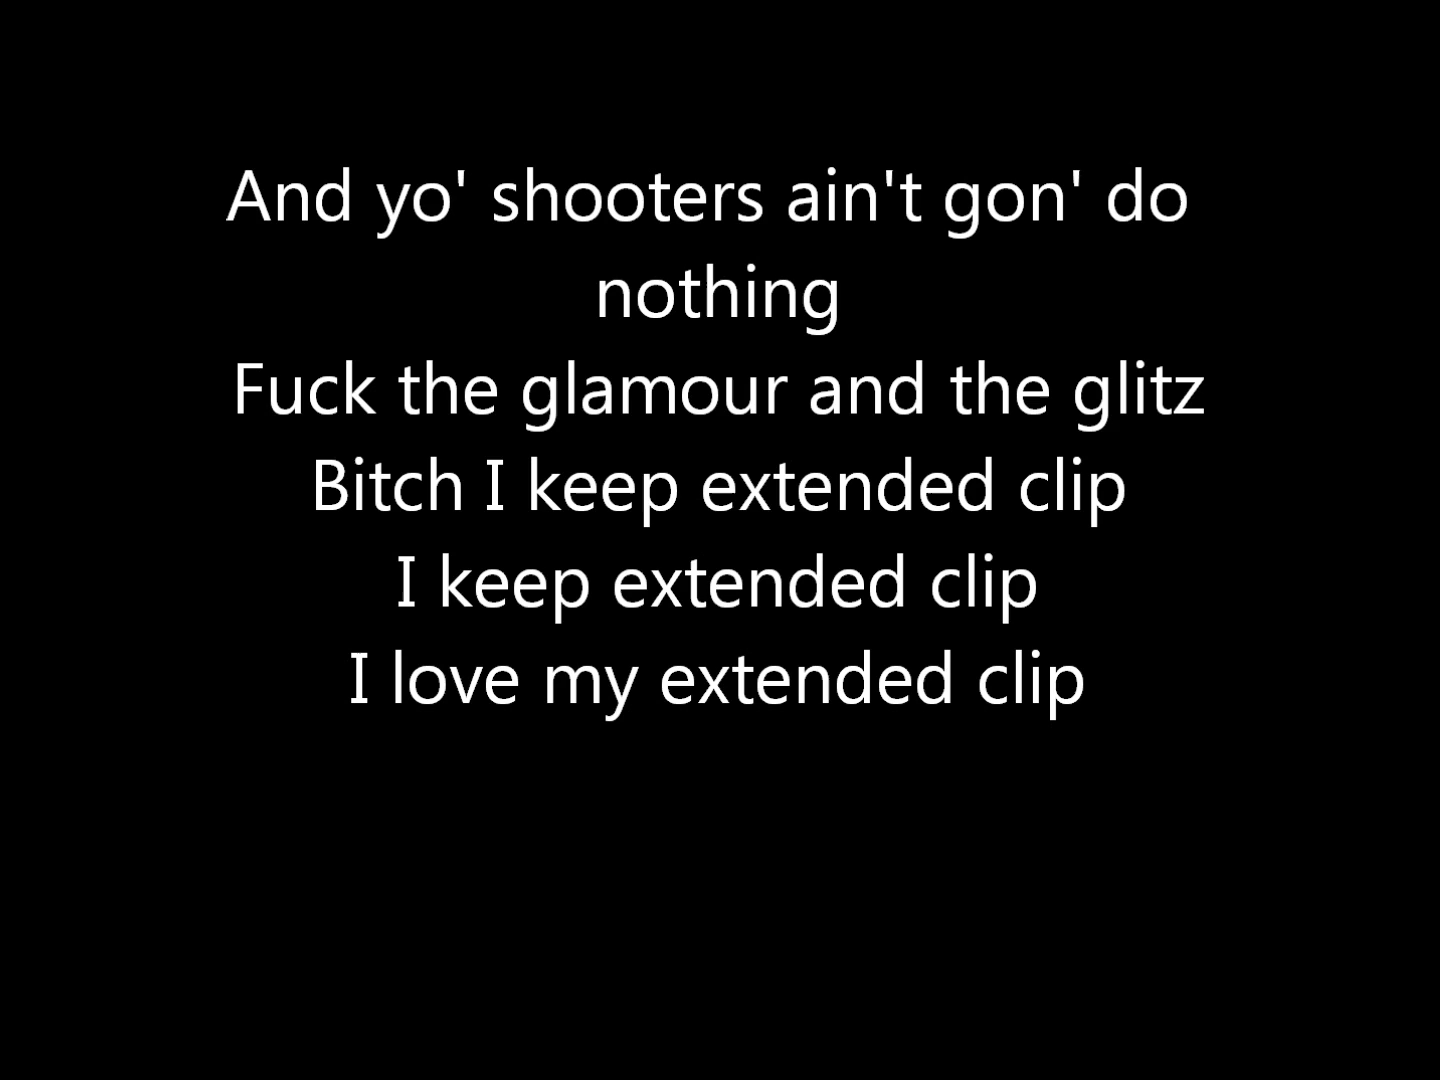 And yo' shooters ain't gon' do
nothing
Fuck the glamour and the glitz
Bitch I keep extended clip
I keep extended clip
I love my extended clip